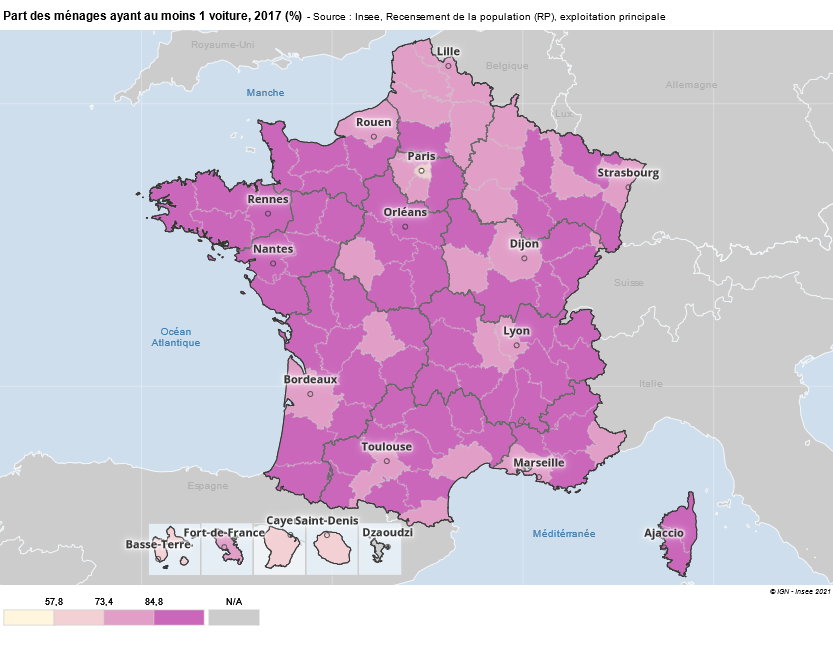 Part des ménages ayant au moins 1 voiture, 2017 (%) - Source : Insee, Recensement de la population (RP), exploitation principale
Royaume-Uni
Lille
Belgique
Allemagne
Manche
Lux.
Rouen
Paris
Strasbourg
Rennes
Orléans
Nantes
Dijon
Suisse
Océan
Atlantique
Lyon
Bordeaux
Italie
Toulouse
Marseille
Espagne
Basse-Terre
Fort-de-France
Caye
Saint-Denis
Dzaoudzi
Méditérranée
Ajaccio
© IGN - Insee 2021
57,8
73,4
84,8
N/A